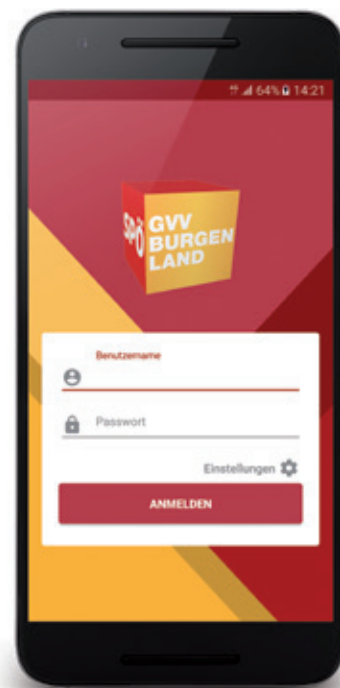 64% 14:21
SPÖ
GVV
BURGEN
LAND
Benutzername
Passwort
Einstellungen
ANMELDEN